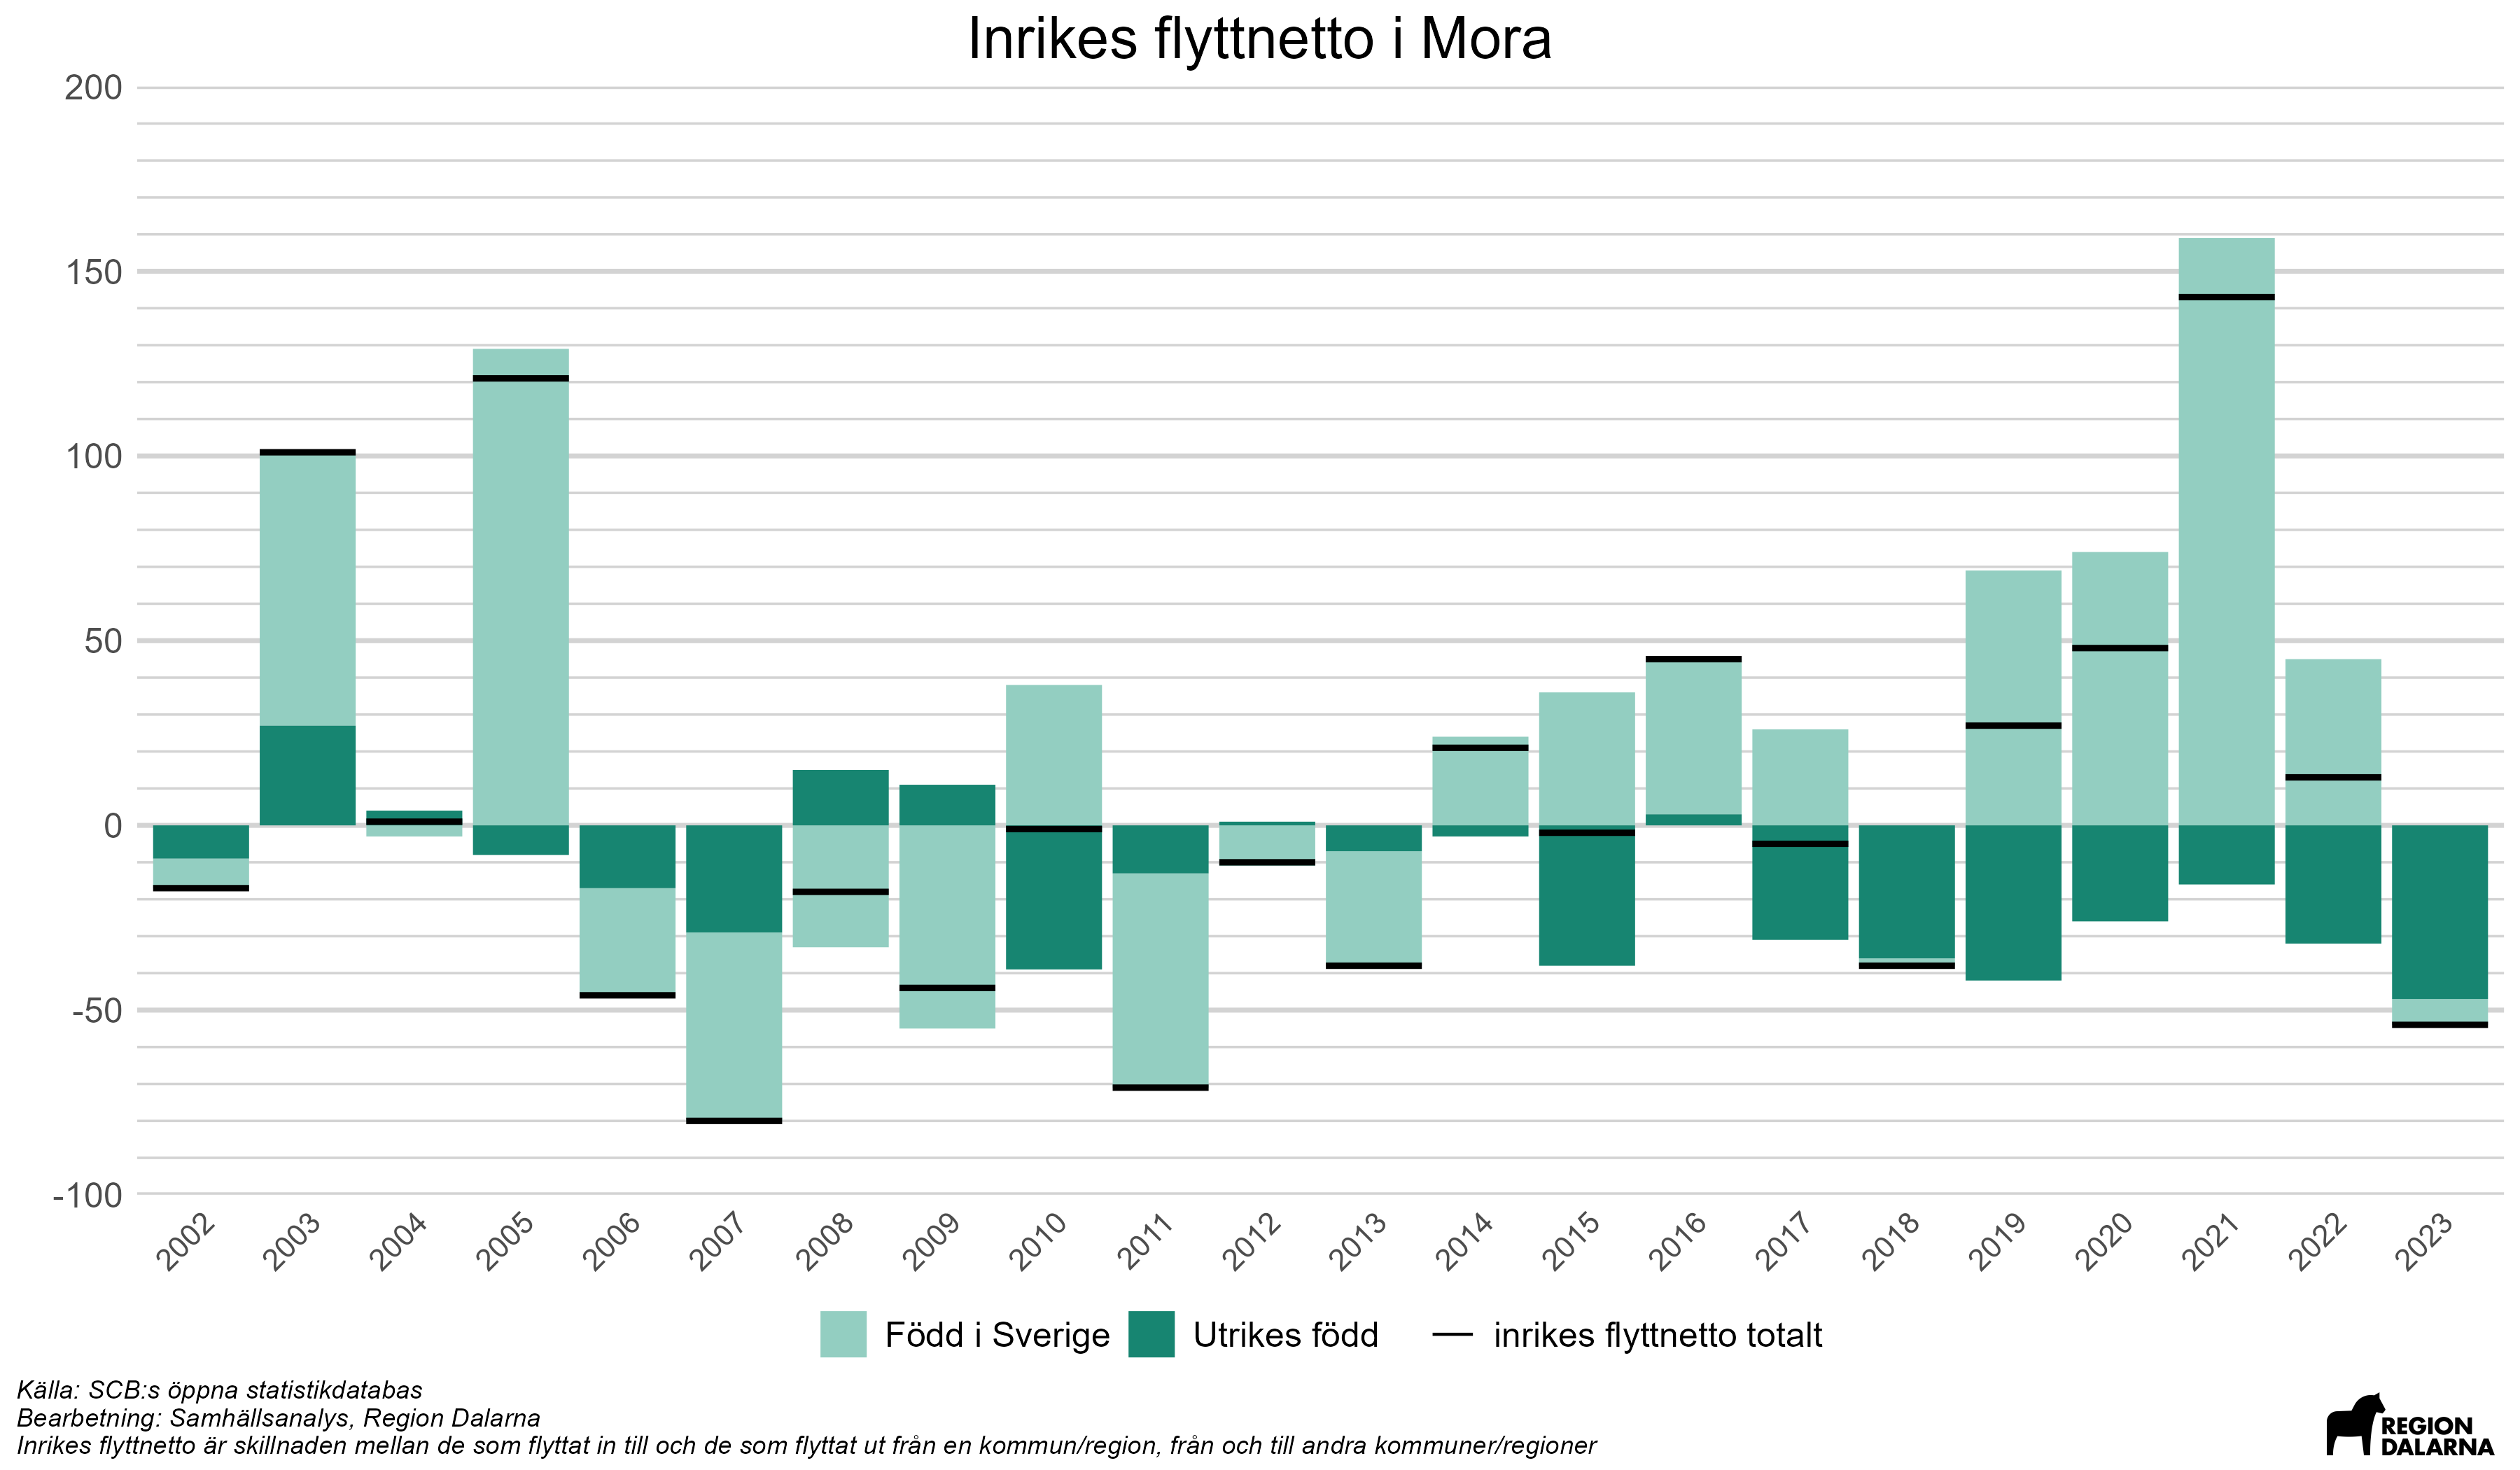 Inrikes flyttnetto i Mora
200
150
100
50
0
-50
-100
2002 2003 2004 2005 2006 2007 2008 2009 2010 2011 2012 2013 2014 2015 2016 2017 2018 2019 2020 2021 2022 2023
Född i Sverige Utrikes född inrikes flyttnetto totalt
Källa: SCB:s öppna statistikdatabas
Bearbetning: Samhällsanalys, Region Dalarna
Inrikes flyttnetto är skillnaden mellan de som flyttat in till och de som flyttat ut från en kommun/region, från och till andra kommuner/regioner
REGION
DALARNA